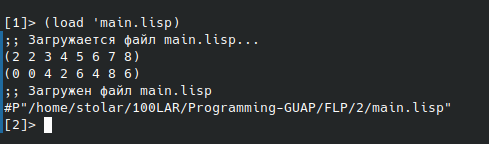 [1]> (load 'main.lisp)
;; Загружается файл main.lisp...
(2 2 3 4 5 6 7 8)
(0 0 4 2 6 4 8 6)
;; Загружен файл main.lisp
#P"/home/stolar/100LAR/Programming-GUAP/FLP/2/main.lisp"
[2]>